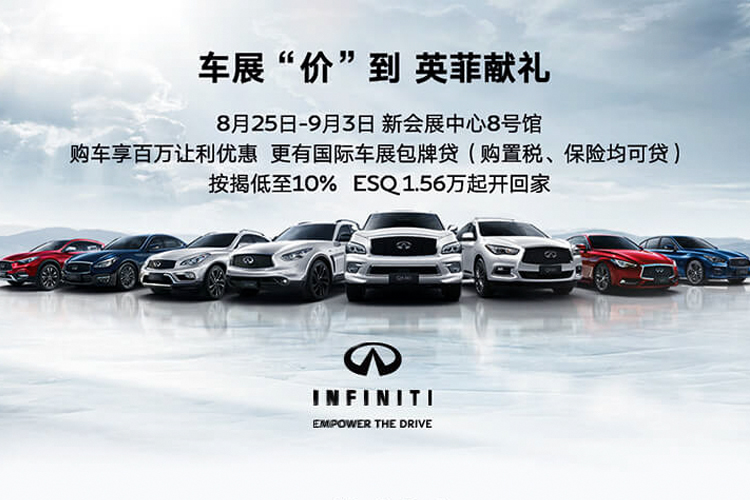 车展“价”到 英菲献礼
8月25日-9月3日 新会展中心8号馆
购车享百万让利优惠 更有国际车展包牌贷（购置税、保险均可贷）
按揭低至10% ESQ 1.56万起开回家
INFINITI
EMPOWER THE DRIVE